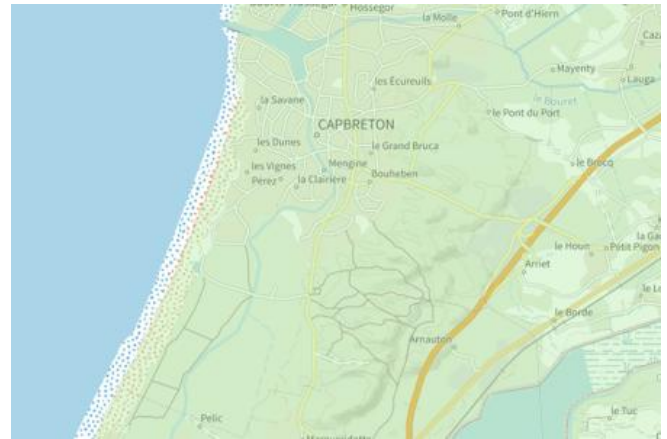 Hossegor
la Molle
Pont d'Hiern
Mayenty
Lauga
les Écureuils
la Savane
Bouret
le Pont du Port
CAPBRETON
les Dunes
le Grand Bruca
les Vignes
Mengine
le Brocq
Pérez
la Clairière
Bouheben
le Houn
Petit Pigon
Arriet
le Borde
Arnauton
Pelic
le Tuc